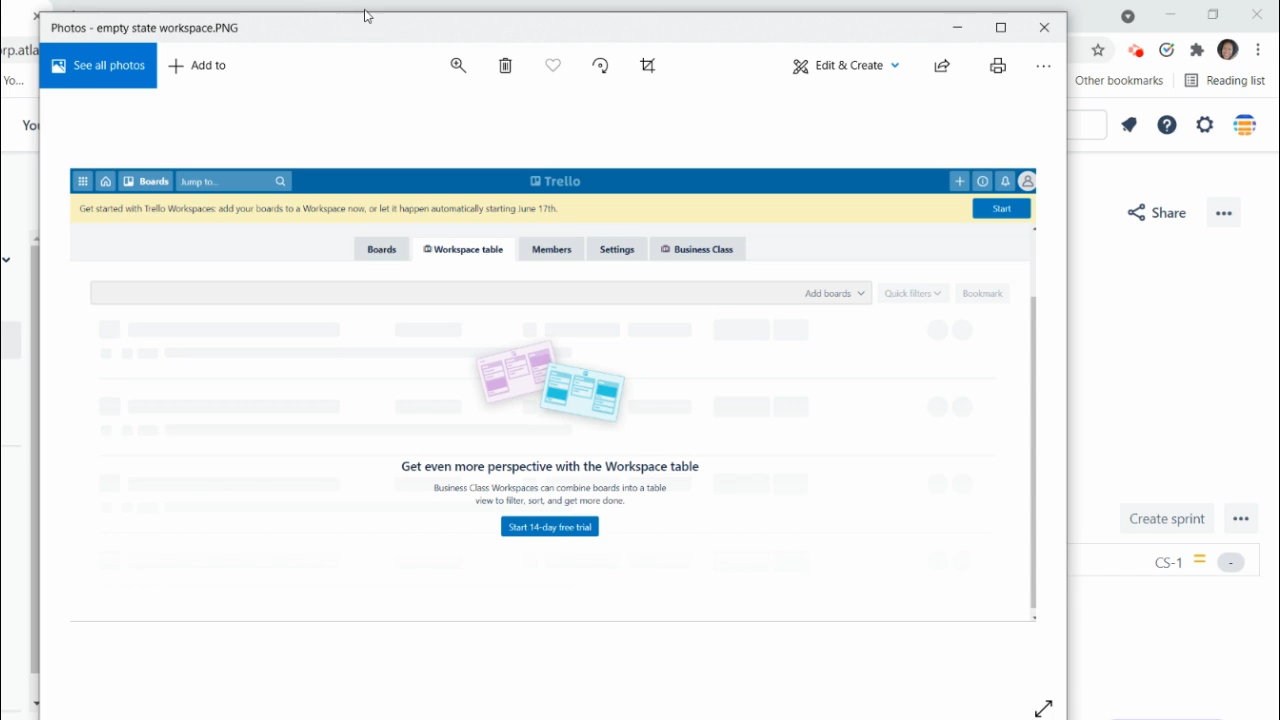 Photos - empty state workspace.PNG
rp.atla
See all photos
Add to
Edit & Create
Yo...
Other bookmarks
Reading list
You
Boards
Jump to...
Trello
Get started with Trello Workspaces: add your boards to a Workspace now, or let it happen automatically starting June 17th.
Start
Share
Boards
Workspace table
Members
Settings
Business Class
Add boards
Quick filters
Bookmark
Get even more perspective with the Workspace table
Business Class Workspaces can combine boards into a table
view to filter, sort, and get more done.
Start 14-day free trial
Create sprint
CS-1
-